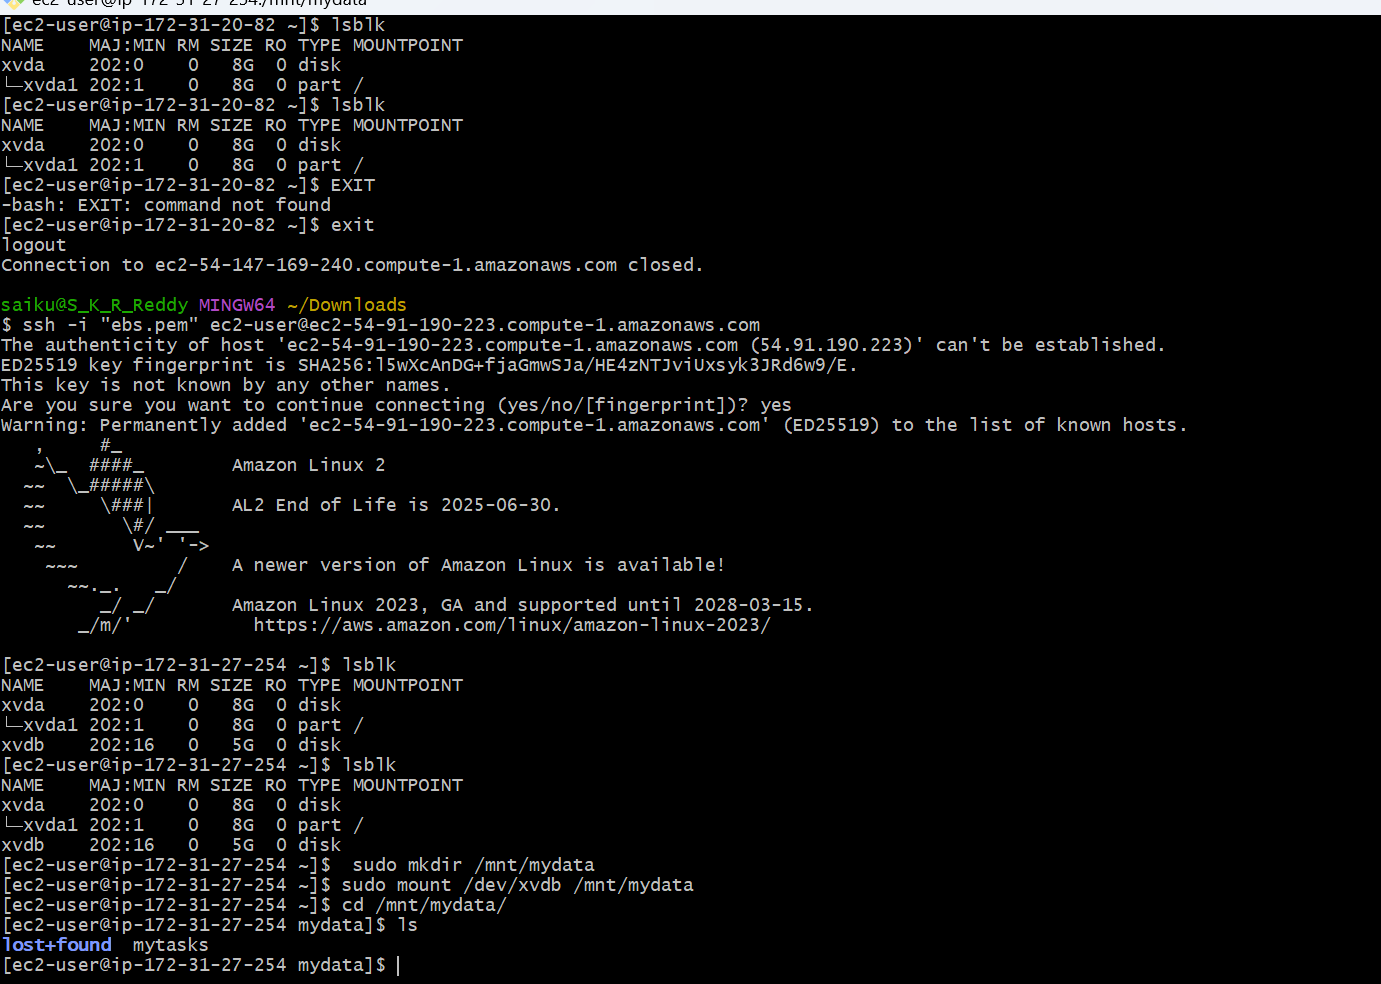 ec2-user@ip-172-31-27-254:/mnt/mydata
[ec2-user@ip-172-31-20-82 ~]$ lsblk
NAME    MAJ:MIN RM SIZE RO TYPE MOUNTPOINT
xvda    202:0    0   8G  0 disk
└─xvda1 202:1    0   8G  0 part /
[ec2-user@ip-172-31-20-82 ~]$ lsblk
NAME    MAJ:MIN RM SIZE RO TYPE MOUNTPOINT
xvda    202:0    0   8G  0 disk
└─xvda1 202:1    0   8G  0 part /
[ec2-user@ip-172-31-20-82 ~]$ EXIT
-bash: EXIT: command not found
[ec2-user@ip-172-31-20-82 ~]$ exit
logout
Connection to ec2-54-147-169-240.compute-1.amazonaws.com closed.
saiku@S_K_R_Reddy MINGW64 ~/Downloads
$ ssh -i "ebs.pem" ec2-user@ec2-54-91-190-223.compute-1.amazonaws.com
The authenticity of host 'ec2-54-91-190-223.compute-1.amazonaws.com (54.91.190.223)' can't be established.
ED25519 key fingerprint is SHA256:l5wXcAnDG+fjaGmwSJa/HE4zNTJviUxsyk3JRd6w9/E.
This key is not known by any other names.
Are you sure you want to continue connecting (yes/no/[fingerprint])? yes
Warning: Permanently added 'ec2-54-91-190-223.compute-1.amazonaws.com' (ED25519) to the list of known hosts.
   ,     #_
   ~\_  ####_        Amazon Linux 2
  ~~   \_#####\
  ~~     \###|       AL2 End of Life is 2025-06-30.
  ~~       \#/ ___
   ~~       V~' '->
    ~~~         /    A newer version of Amazon Linux is available!
      ~~._.   _/
         _/ _/       Amazon Linux 2023, GA and supported until 2028-03-15.
       _/m/'           https://aws.amazon.com/linux/amazon-linux-2023/
[ec2-user@ip-172-31-27-254 ~]$ lsblk
NAME    MAJ:MIN RM SIZE RO TYPE MOUNTPOINT
xvda    202:0    0   8G  0 disk
└─xvda1 202:1    0   8G  0 part /
xvdb    202:16   0   5G  0 disk
[ec2-user@ip-172-31-27-254 ~]$ lsblk
NAME    MAJ:MIN RM SIZE RO TYPE MOUNTPOINT
xvda    202:0    0   8G  0 disk
└─xvda1 202:1    0   8G  0 part /
xvdb    202:16   0   5G  0 disk
[ec2-user@ip-172-31-27-254 ~]$  sudo mkdir /mnt/mydata
[ec2-user@ip-172-31-27-254 ~]$ sudo mount /dev/xvdb /mnt/mydata
[ec2-user@ip-172-31-27-254 ~]$ cd /mnt/mydata/
[ec2-user@ip-172-31-27-254 mydata]$ ls
lost+found  mytasks
[ec2-user@ip-172-31-27-254 mydata]$